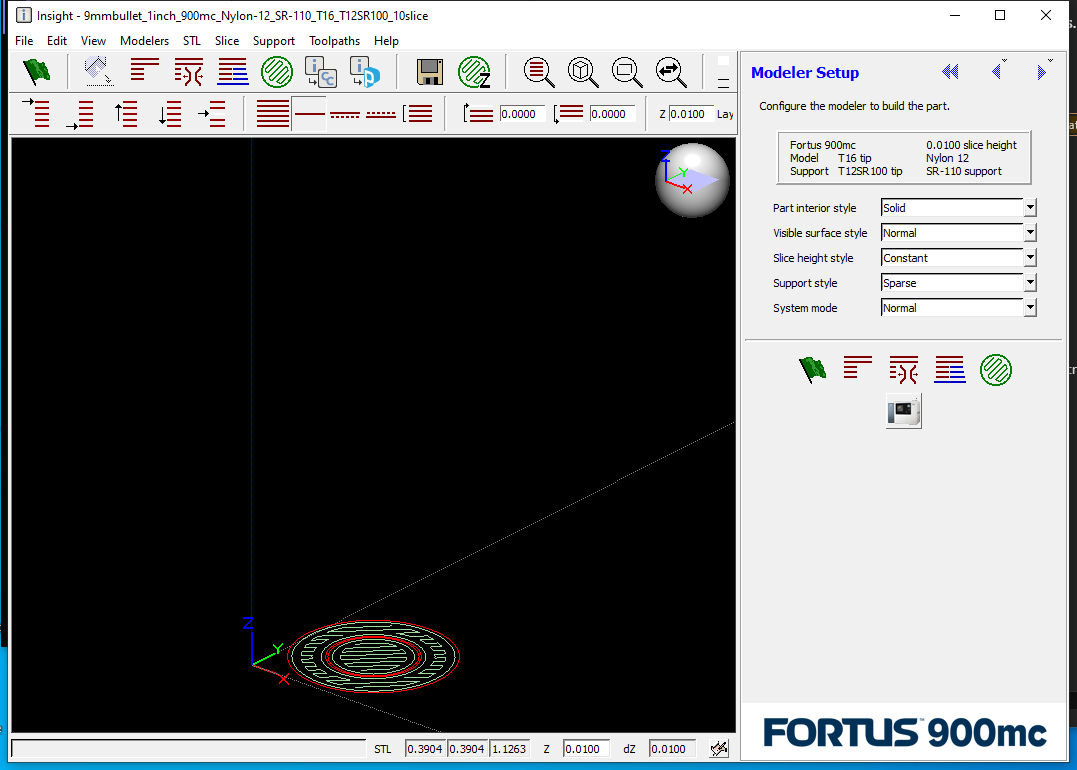 Insight - 9mmbullet_1inch_900mc_Nylon-12_SR-110_T16_T12SR100_10slice
File Edit View Modelers STL Slice Support Toolpaths Help
Modeler Setup
Configure the modeler to build the part.
0.0000 0.0000 Z 0.0100 Lay
Fortus 900mc 0.0100 slice height
Model T16 tip Nylon 12
Support T12SR100 tip SR-110 support
Part interior style Solid
Visible surface style Normal
Slice height style Constant
Support style Sparse
System mode Normal
Z
Y
X
Z
Y
X
FORTUS 900mc
STL 0.3904 0.3904 1.1263 Z 0.0100 dZ 0.0100